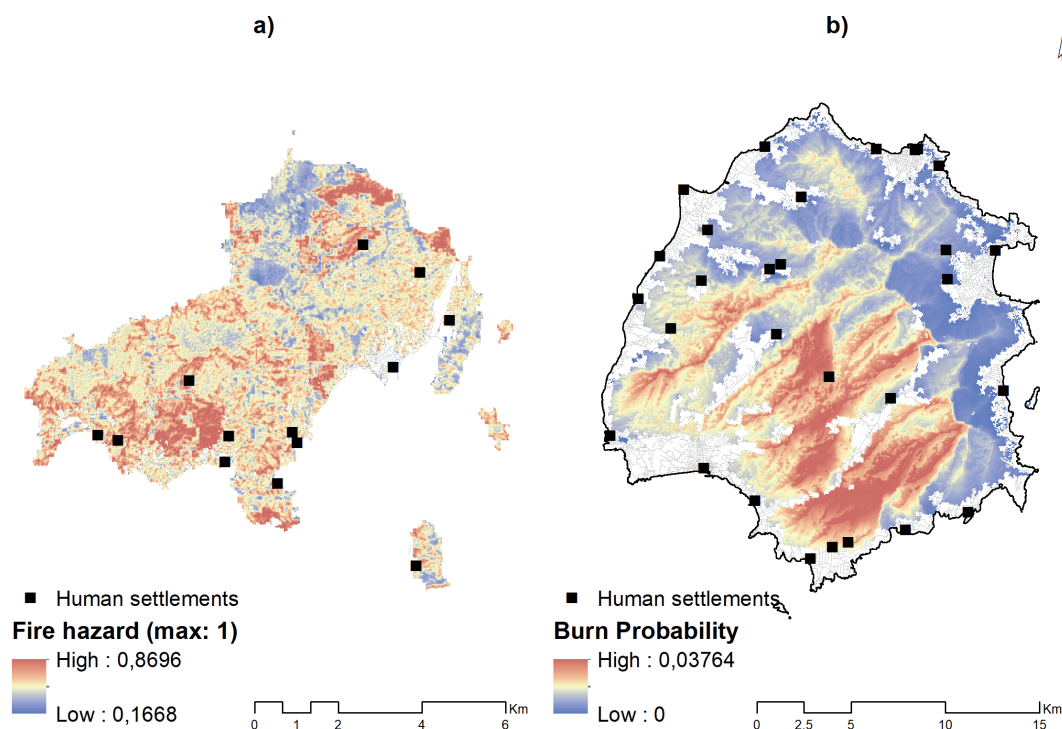 a)
b)
Human settlements
Fire hazard (max: 1)
High : 0,8696
Low : 0,1668
Km
0 1 2 4 6
Human settlements
Burn Probability
High : 0,03764
Low : 0
Km
0 2.5 5 10 15